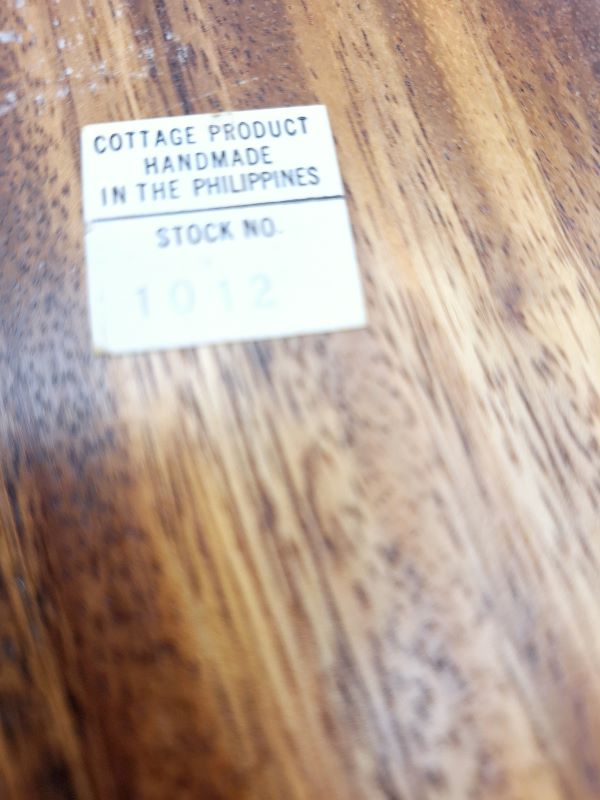 COTTAGE PRODUCT
HANDMADE
IN THE PHILIPPINES
STOCK NO.
1012